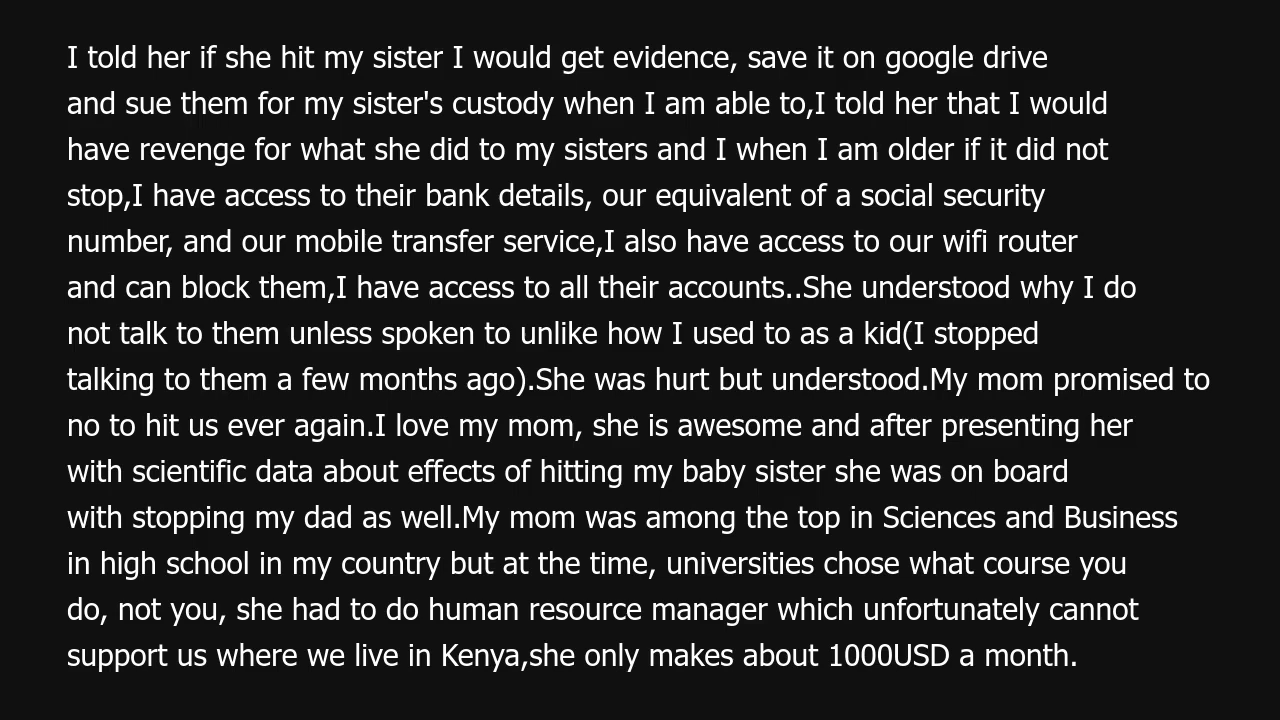 I told her if she hit my sister I would get evidence, save it on google drive
and sue them for my sister's custody when I am able to,I told her that I would
have revenge for what she did to my sisters and I when I am older if it did not
stop,I have access to their bank details, our equivalent of a social security
number, and our mobile transfer service,I also have access to our wifi router
and can block them,I have access to all their accounts..She understood why I do
not talk to them unless spoken to unlike how I used to as a kid(I stopped
talking to them a few months ago).She was hurt but understood.My mom promised to
no to hit us ever again.I love my mom, she is awesome and after presenting her
with scientific data about effects of hitting my baby sister she was on board
with stopping my dad as well.My mom was among the top in Sciences and Business
in high school in my country but at the time, universities chose what course you
do, not you, she had to do human resource manager which unfortunately cannot
support us where we live in Kenya,she only makes about 1000USD a month.